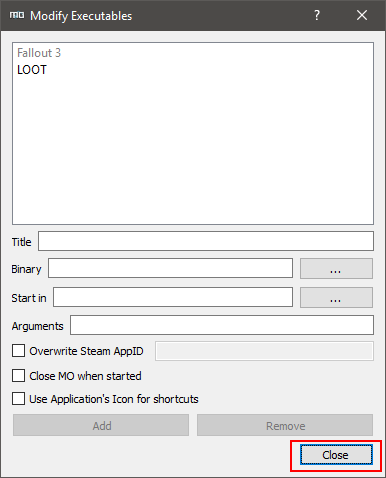 MO Modify Executables ?
Fallout 3
LOOT
Title
Binary ...
Start in ...
Arguments
Overwrite Steam AppID
Close MO when started
Use Application's Icon for shortcuts
Add Remove
Close